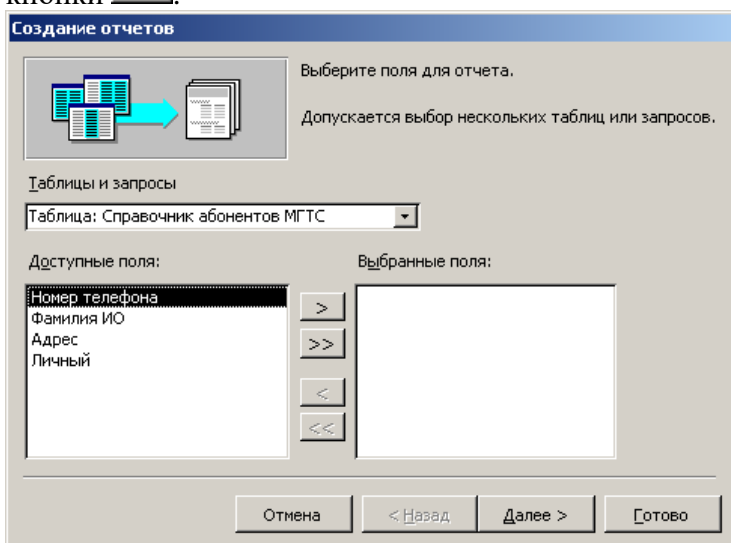 кнопки .
Создание отчетов
Выберите поля для отчета.
Допускается выбор нескольких таблиц или запросов.
Таблицы и запросы
Таблица: Справочник абонентов МГТС
Доступные поля:
Выбранные поля:
Номер телефона
Фамилия ИО
Адрес
Личный
>
>>
<
<<
Отмена
< Назад
Далее >
Готово